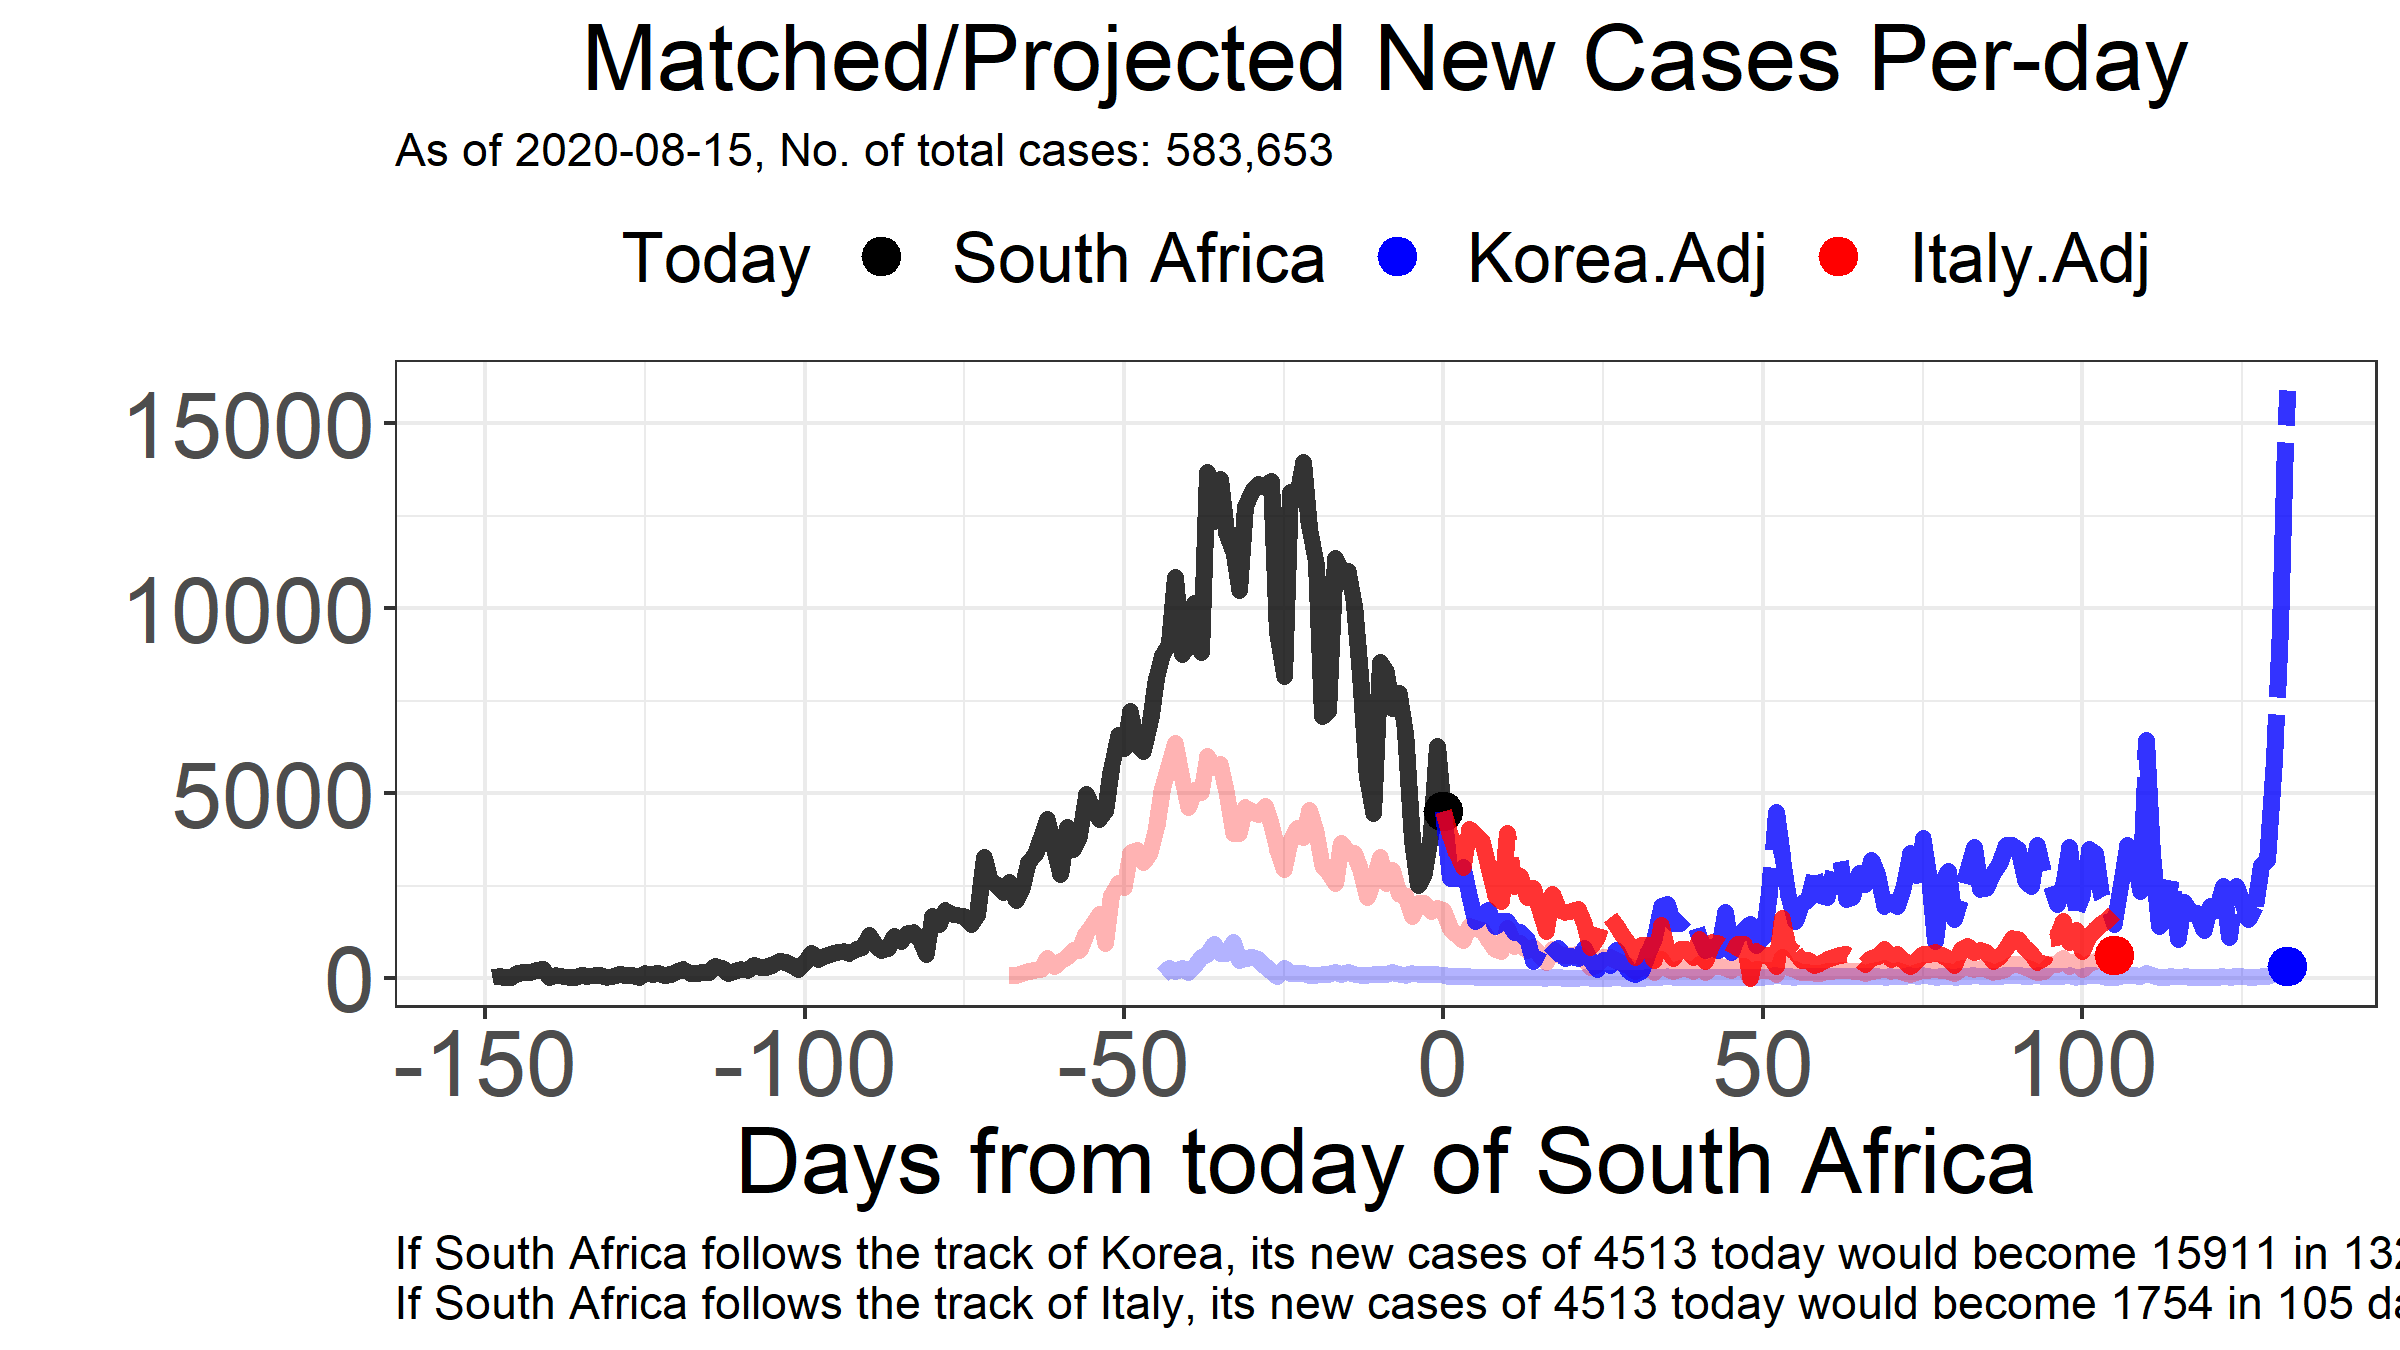 Matched/Projected New Cases Per-day
As of 2020-08-15, No. of total cases: 583,653
Today South Africa Korea.Adj Italy.Adj
15000
10000
5000
0
-150 -100 -50 0 50 100
Days from today of South Africa
If South Africa follows the track of Korea, its new cases of 4513 today would become 15911 in 132
If South Africa follows the track of Italy, its new cases of 4513 today would become 1754 in 105 da